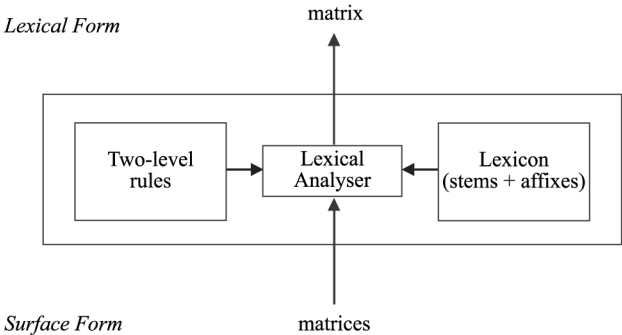 matrix
Lexical Form
Two-level
rules
Lexical
Analyser
Lexicon
(stems + affixes)
Surface Form
matrices